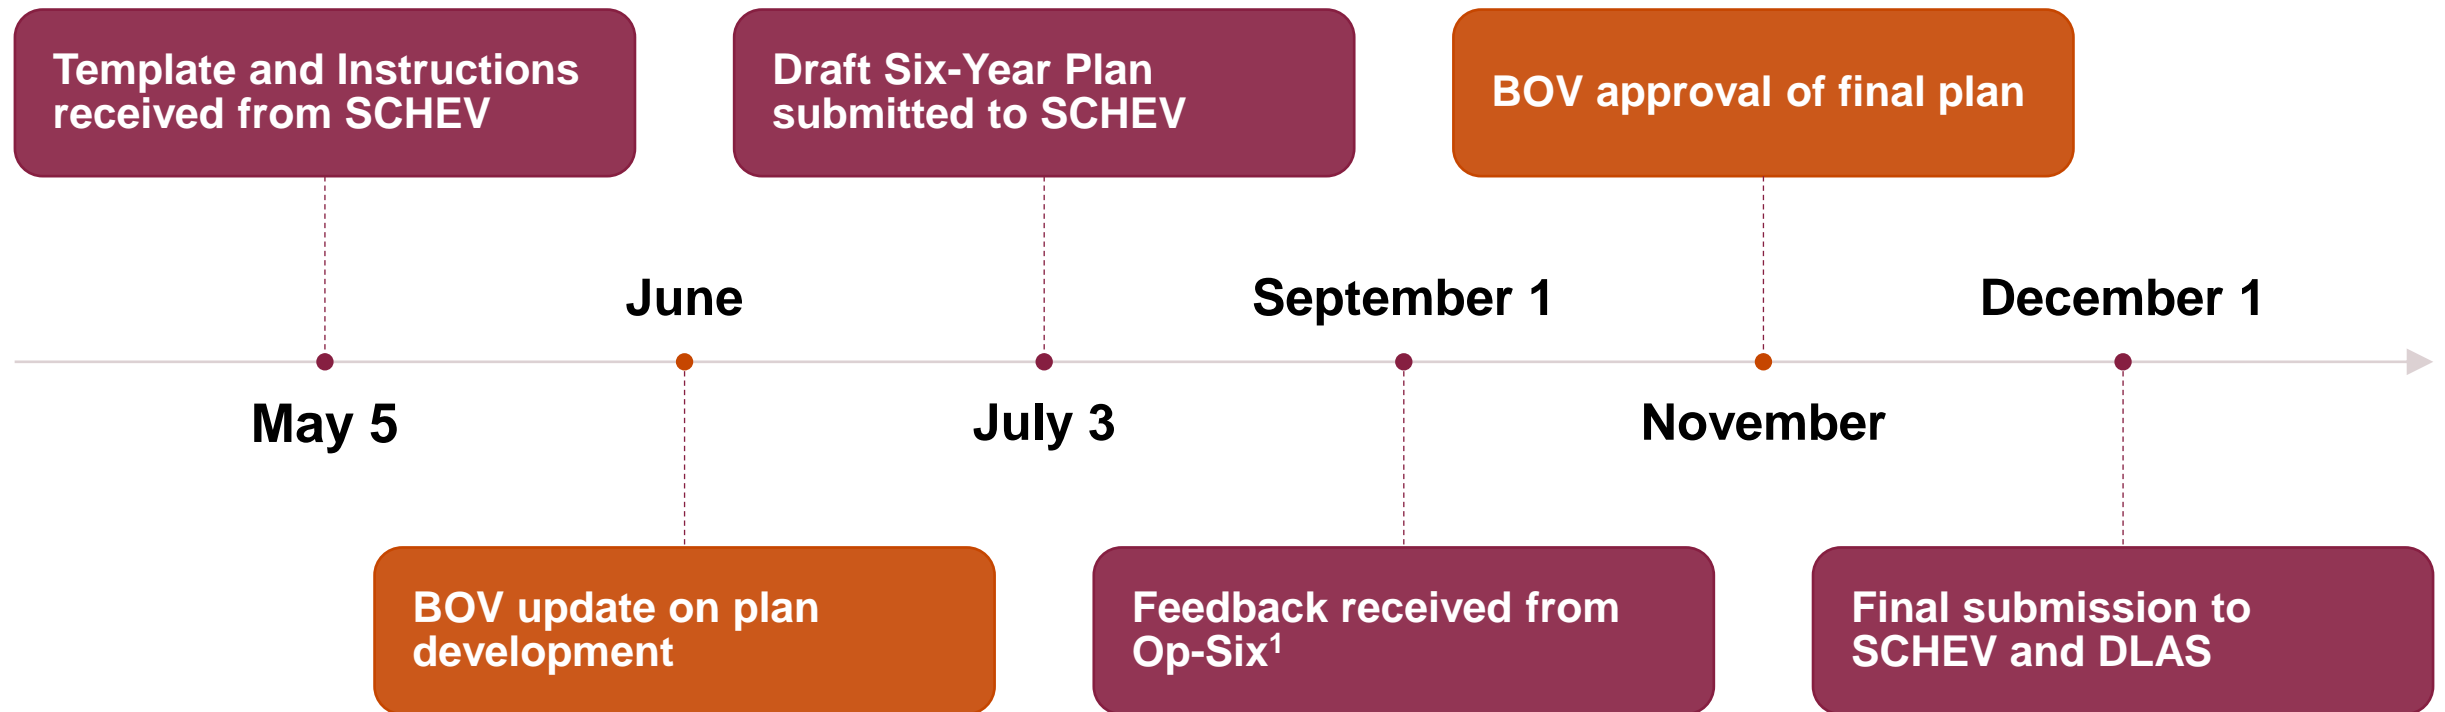 Template and Instructions
received from SCHEV
Draft Six-Year Plan
submitted to SCHEV
BOV approval of final plan
June
September 1
December 1
May 5
July 3
November
BOV update on plan
development
Feedback received from
Op-Six¹
Final submission to
SCHEV and DLAS